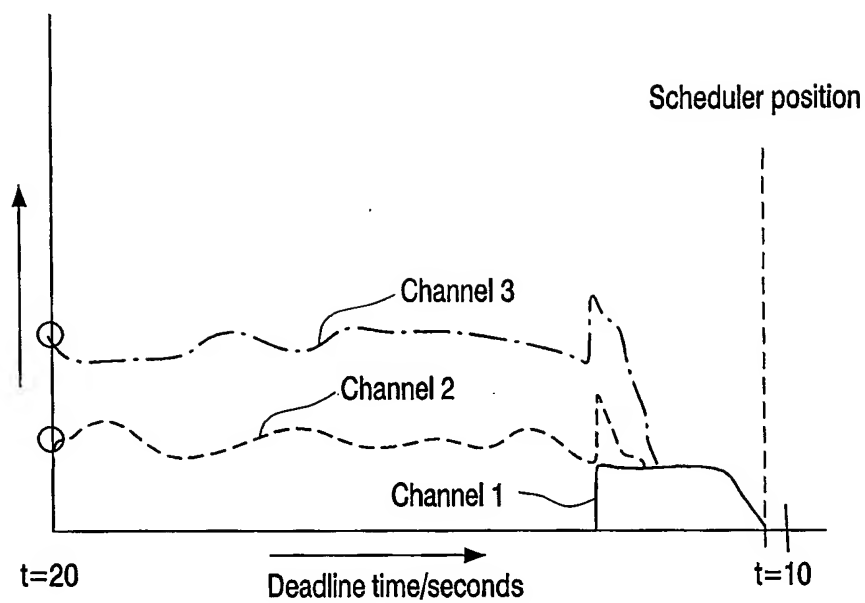 Scheduler position
Channel 3
Channel 2
Channel 1
t=20
t=10
Deadline time/seconds